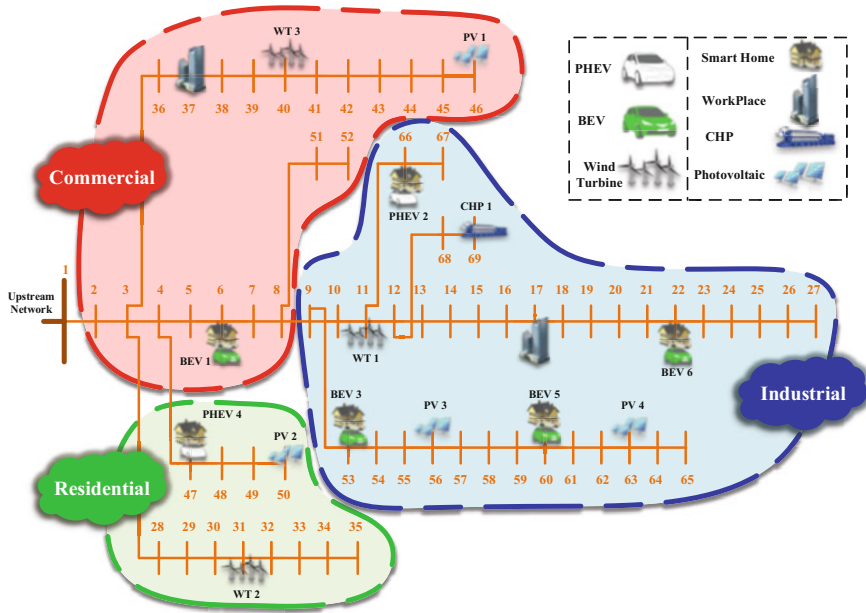 WT 3
PV 1
36 37 38 39 40 41 42 43 44 45 46
51 52
Commercial
PHEV
BEV
Wind
Turbine
Smart Home
WorkPlace
CHP
Photovoltaic
66 67
PHEV 2
CHP 1
68 69
1
Upstream
Network
2 3 4 5 6 7 8 9 10 11 12 13 14 15 16 17 18 19 20 21 22 23 24 25 26 27
BEV 1
WT 1
BEV 6
Industrial
BEV 3
PV 3
BEV 5
PV 4
53 54 55 56 57 58 59 60 61 62 63 64 65
PHEV 4
PV 2
47 48 49 50
Residential
28 29 30 31 32 33 34 35
WT 2